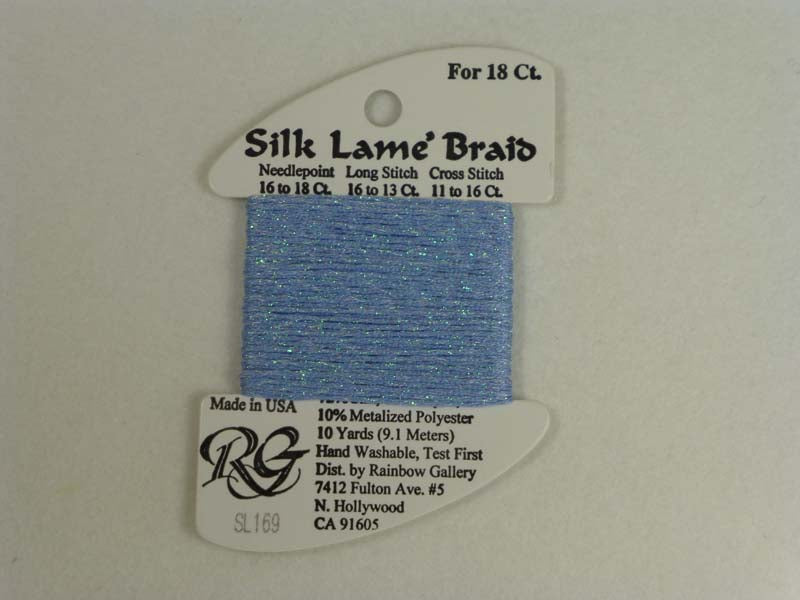 For 18 Ct.
Silk Lame' Braid
Needlepoint Long Stitch Cross Stitch
16 to 18 Ct. 16 to 13 Ct. 11 to 16 Ct.
Made in USA
RG
SL169
10% Metalized Polyester
10 Yards (9.1 Meters)
Hand Washable, Test First
Dist. by Rainbow Gallery
7412 Fulton Ave. #5
N. Hollywood
CA 91605